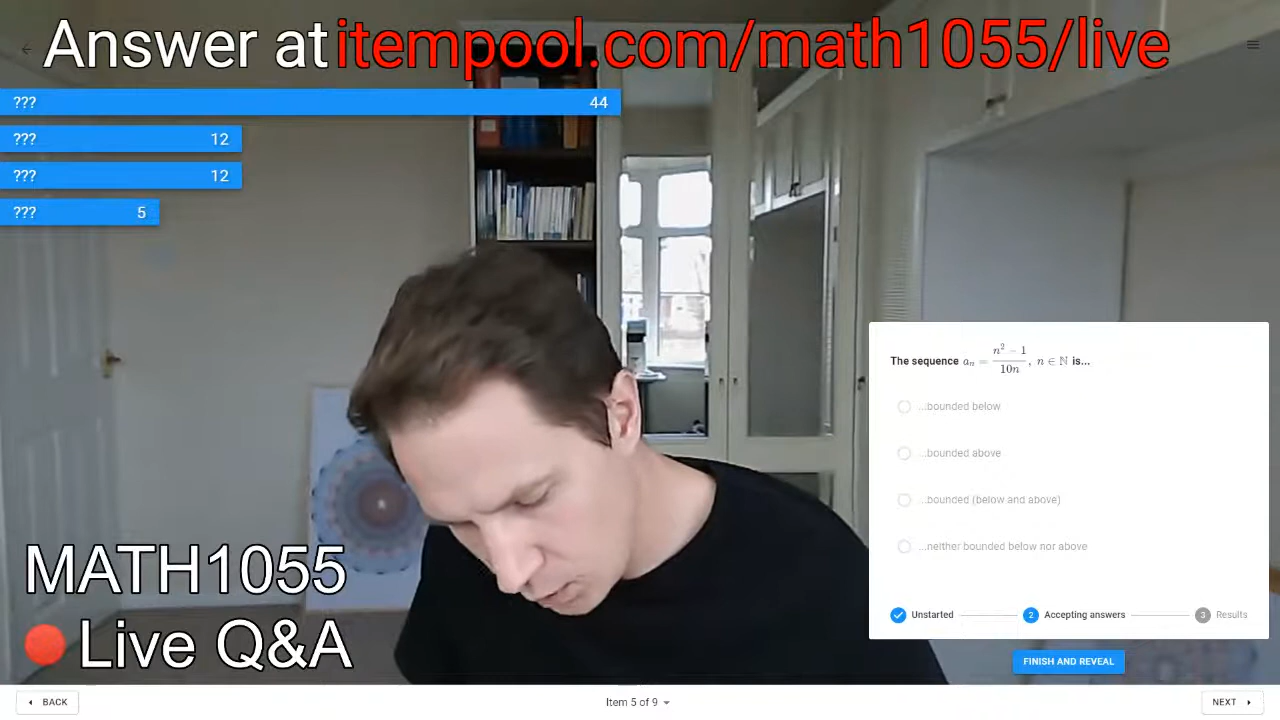 Answer at itempool.com/math1055/live
??? 44
??? 12
??? 12
??? 5
The sequence aₙ = (n² − 1)/(10n), n ∈ ℕ is...
...bounded below
...bounded above
...bounded (below and above)
...neither bounded below nor above
Unstarted 2 Accepting answers 3 Results
FINISH AND REVEAL
MATH1055
Live Q&A
BACK Item 5 of 9 NEXT